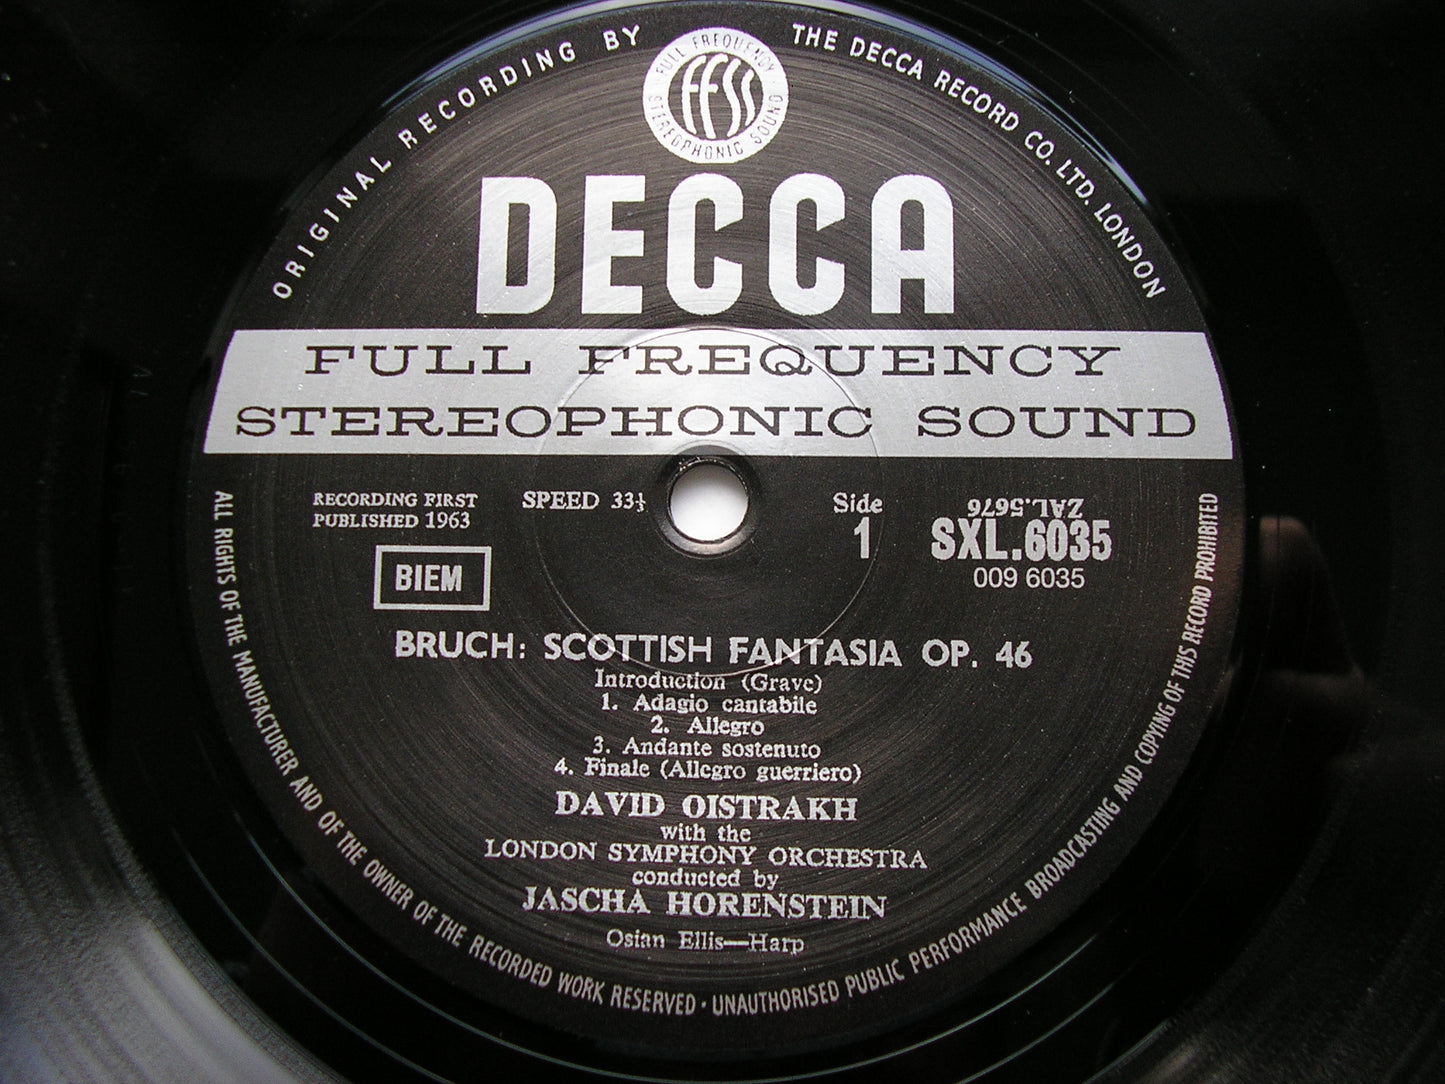 ORIGINAL RECORDING BY THE DECCA RECORD CO. LTD. LONDON
FULL FREQUENCY
ffss
STEREOPHONIC SOUND
DECCA
FULL FREQUENCY
STEREOPHONIC SOUND
RECORDING FIRST
PUBLISHED 1963
SPEED 33⅓
Side
1
ZAL.5676
SXL.6035
009 6035
BIEM
BRUCH: SCOTTISH FANTASIA OP. 46
Introduction (Grave)
1. Adagio cantabile
2. Allegro
3. Andante sostenuto
4. Finale (Allegro guerriero)
DAVID OISTRAKH
with the
LONDON SYMPHONY ORCHESTRA
conducted by
JASCHA HORENSTEIN
Osian Ellis—Harp
ALL RIGHTS OF THE MANUFACTURER AND OF THE OWNER OF THE RECORDED WORK RESERVED · UNAUTHORISED PUBLIC PERFORMANCE BROADCASTING AND COPYING OF THIS RECORD PROHIBITED